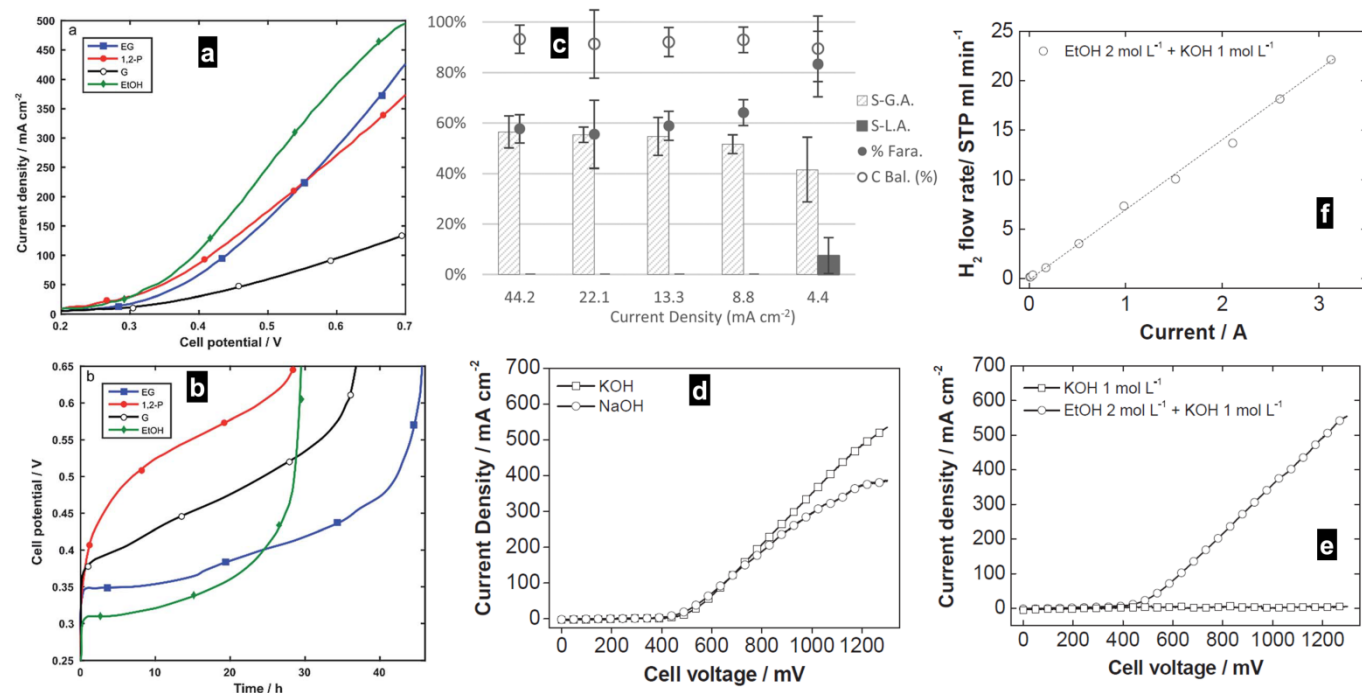 a
a
EG
1,2-P
G
EtOH
Current density / mA cm⁻²
500
450
400
350
300
250
200
150
100
50
0
0.2 0.3 0.4 0.5 0.6 0.7
Cell potential / V
c
100%
80%
60%
40%
20%
0%
S-G.A.
S-L.A.
% Fara.
C Bal. (%)
44.2 22.1 13.3 8.8 4.4
Current Density (mA cm⁻²)
EtOH 2 mol L⁻¹ + KOH 1 mol L⁻¹
H₂ flow rate/ STP ml min⁻¹
25
20
15
10
5
0
f
0 1 2 3
Current / A
b
b
EG
1,2-P
G
EtOH
Cell potential / V
0.65
0.6
0.55
0.5
0.45
0.4
0.35
0.3
0.25
0 10 20 30 40
Time / h
d
KOH
NaOH
Current Density / mA cm⁻²
700
600
500
400
300
200
100
0
0 200 400 600 800 1000 1200
Cell voltage / mV
KOH 1 mol L⁻¹
EtOH 2 mol L⁻¹ + KOH 1 mol L⁻¹
Current density / mA cm⁻²
700
600
500
400
300
200
100
0
e
0 200 400 600 800 1000 1200
Cell voltage / mV